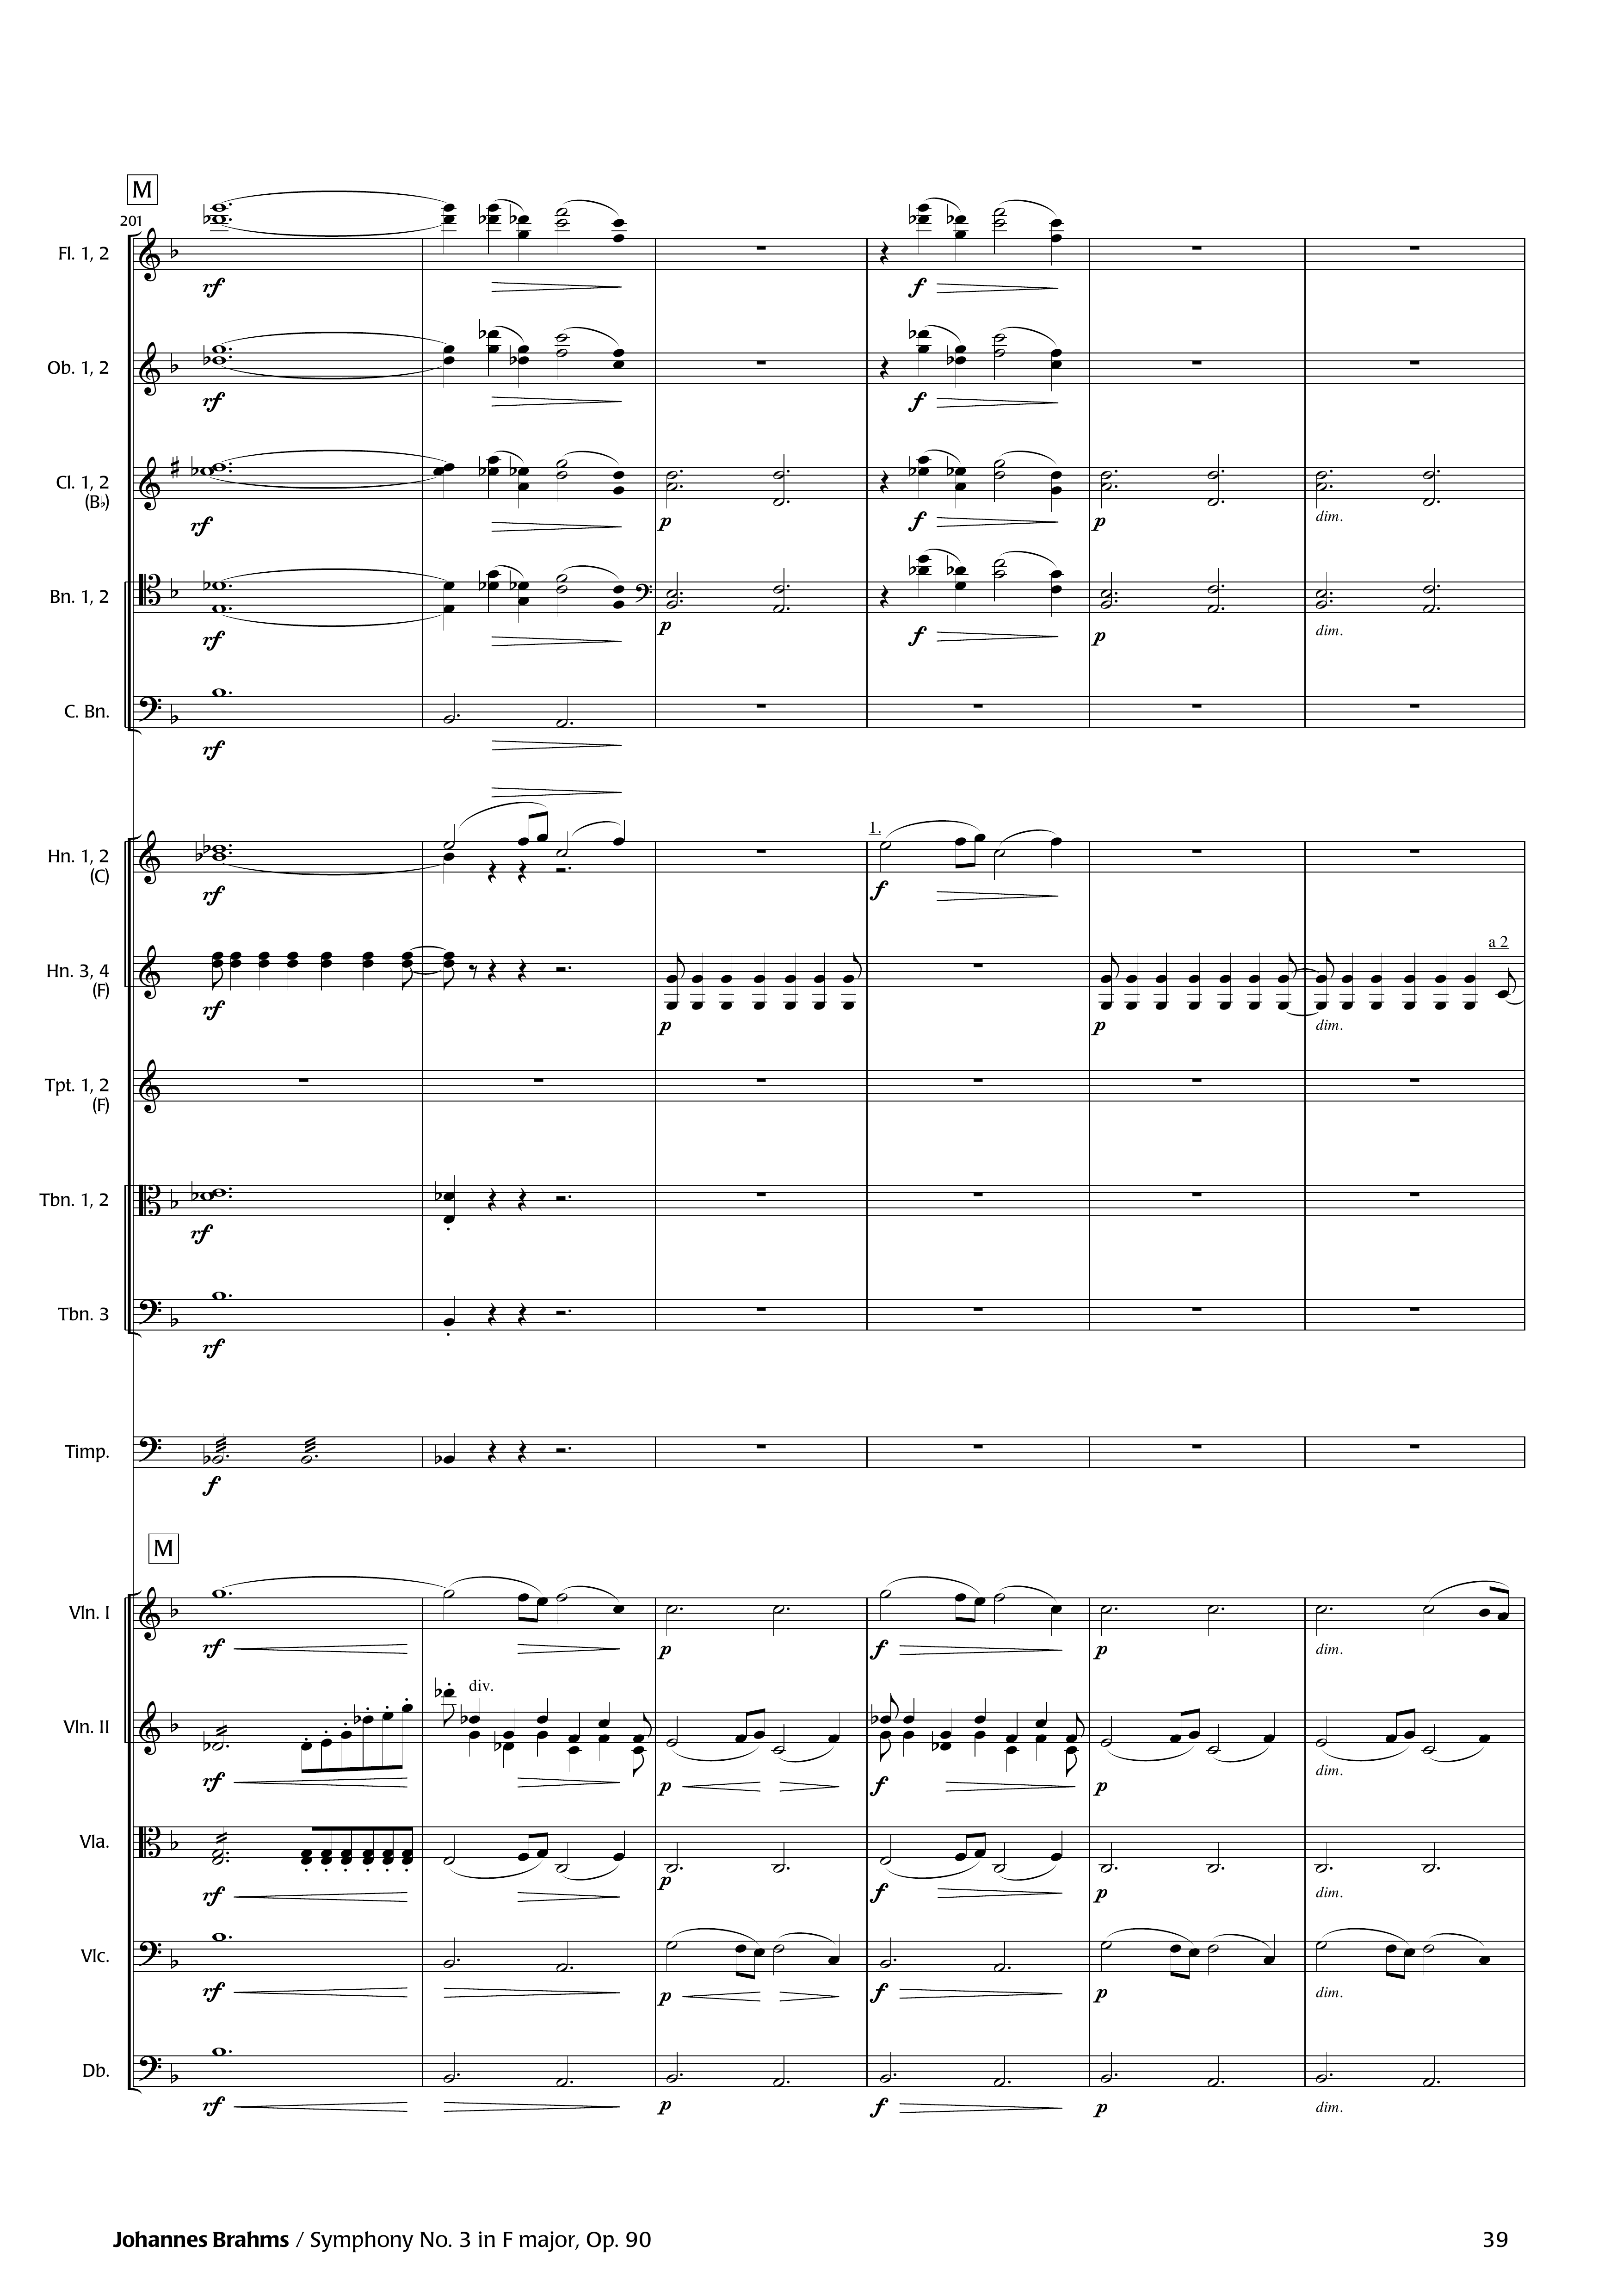 M
201
Fl. 1, 2
rf
f
Ob. 1, 2
rf
f
Cl. 1, 2
(B♭)
rf
p
f
p
dim.
Bn. 1, 2
rf
p
f
p
dim.
C. Bn.
rf
Hn. 1, 2
(C)
rf
1.
f
Hn. 3, 4
(F)
rf
p
p
dim.
a 2
Tpt. 1, 2
(F)
Tbn. 1, 2
rf
Tbn. 3
rf
Timp.
f
M
Vln. I
rf
p
f
p
dim.
Vln. II
div.
rf
p
f
p
dim.
Vla.
rf
p
f
p
dim.
Vlc.
rf
p
f
p
dim.
Db.
rf
p
f
p
dim.
Johannes Brahms / Symphony No. 3 in F major, Op. 90
39